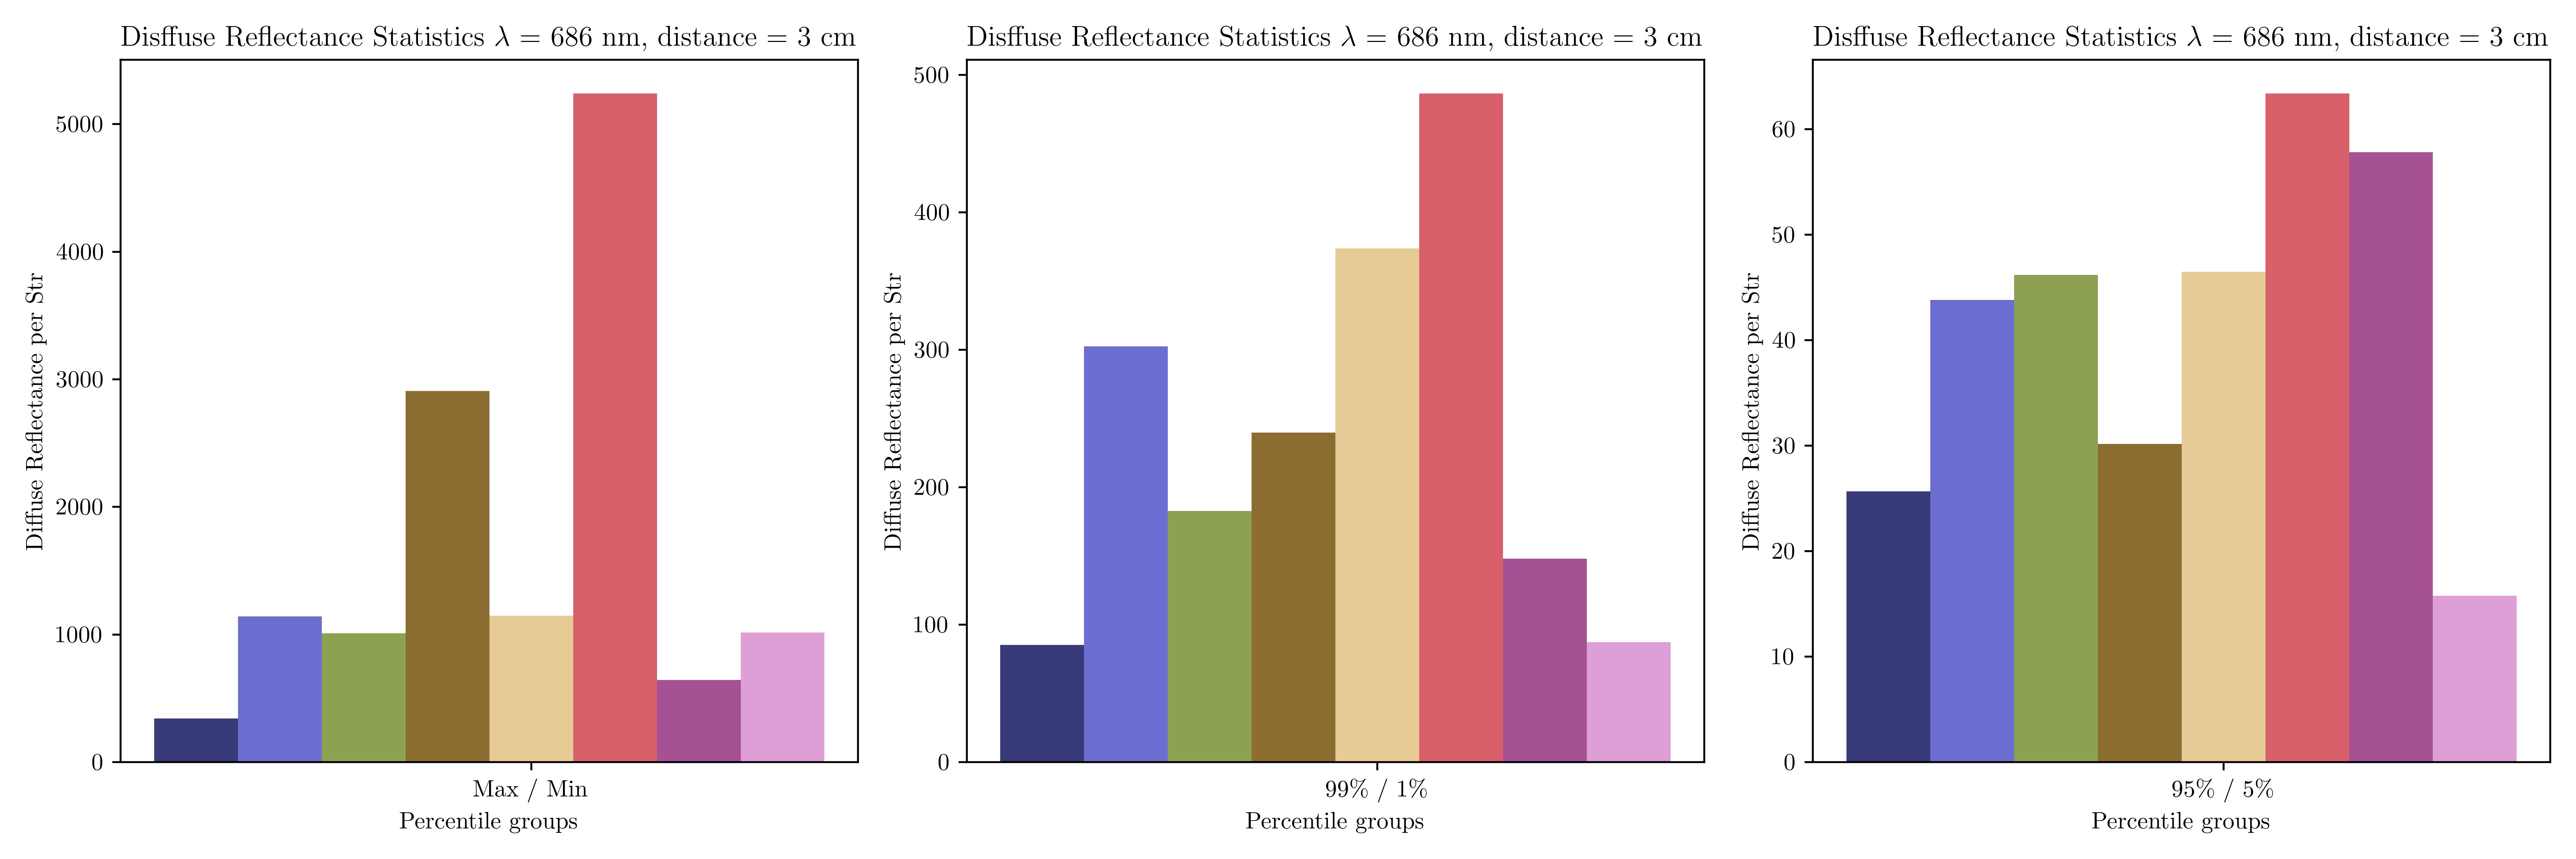 Disffuse Reflectance Statistics λ = 686 nm, distance = 3 cm
Diffuse Reflectance per Str
5000
4000
3000
2000
1000
0
Max / Min
Percentile groups
Disffuse Reflectance Statistics λ = 686 nm, distance = 3 cm
Diffuse Reflectance per Str
500
400
300
200
100
0
99% / 1%
Percentile groups
Disffuse Reflectance Statistics λ = 686 nm, distance = 3 cm
Diffuse Reflectance per Str
60
50
40
30
20
10
0
95% / 5%
Percentile groups